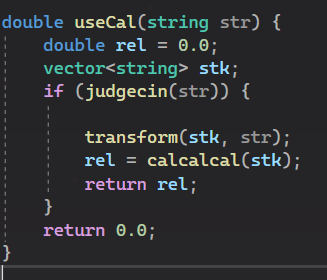 double useCal(string str) {
    double rel = 0.0;
    vector<string> stk;
    if (judgecin(str)) {

        transform(stk, str);
        rel = calcalcal(stk);
        return rel;
    }
    return 0.0;
}